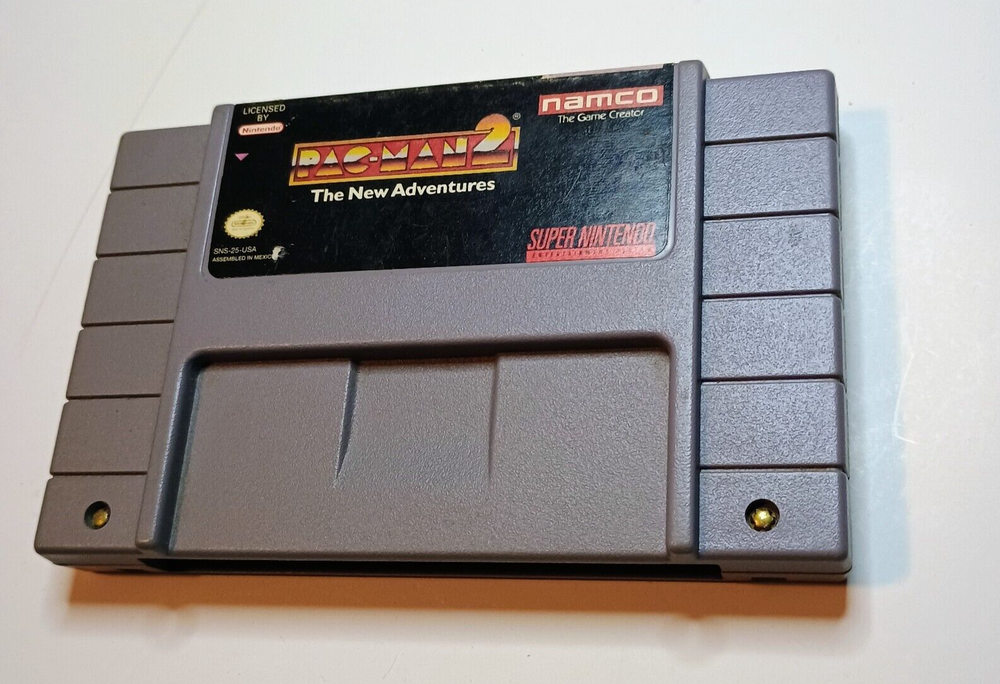 LICENSED
BY
Nintendo
namco
The Game Creator
PAC-MAN 2®
The New Adventures
SNS-25-USA
ASSEMBLED IN MEXIC
SUPER NINTENDO